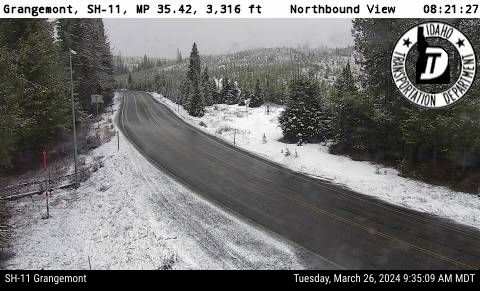 Grangemont, SH-11, MP 35.42, 3,316 ft Northbound View 08:21:27
IDAHO
TRANSPORTATION DEPARTMENT
SH-11 Grangemont Tuesday, March 26, 2024 9:35:09 AM MDT